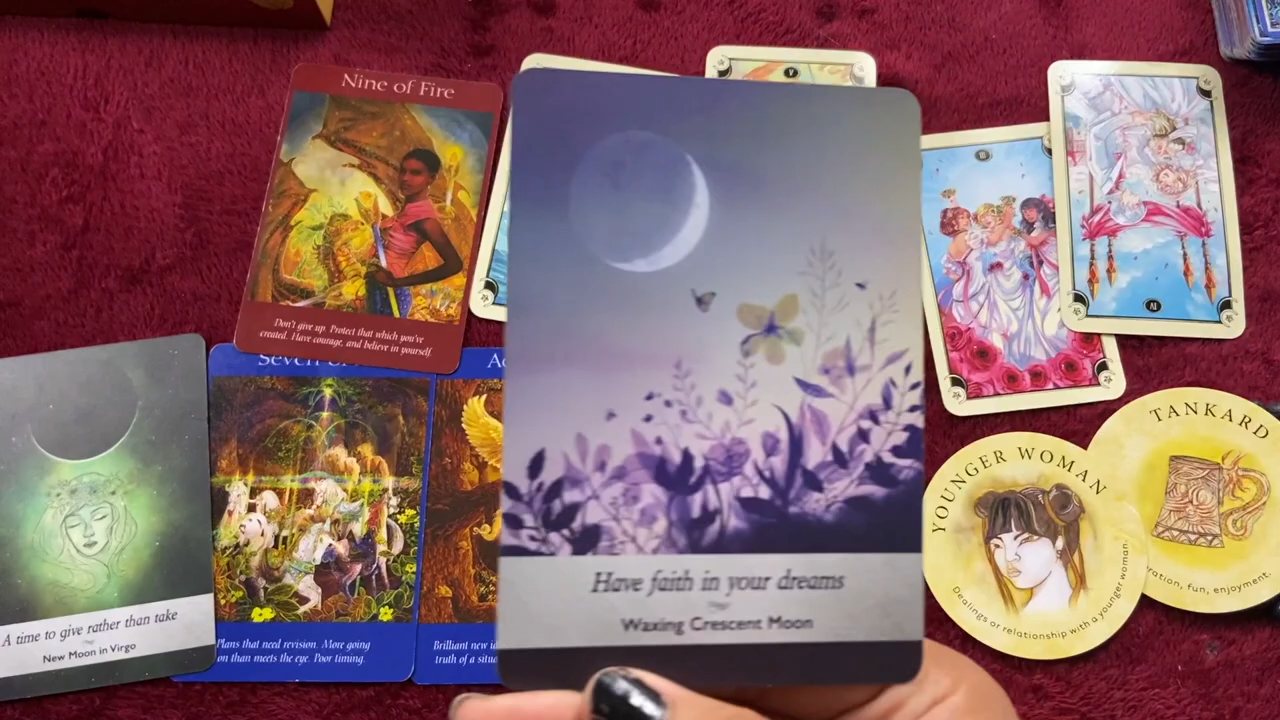 Nine of Fire
Don't give up. Protect that which you've
created. Have courage, and believe in yourself.
V
III
IV
YOUNGER WOMAN
Dealings or relationship with a younger woman.
TANKARD
fun, enjoyment.
A time to give rather than take
New Moon in Virgo
Seven
Plans that need revision. More going
on than meets the eye. Poor timing.
Brilliant new
truth of a
Have faith in your dreams
Waxing Crescent Moon